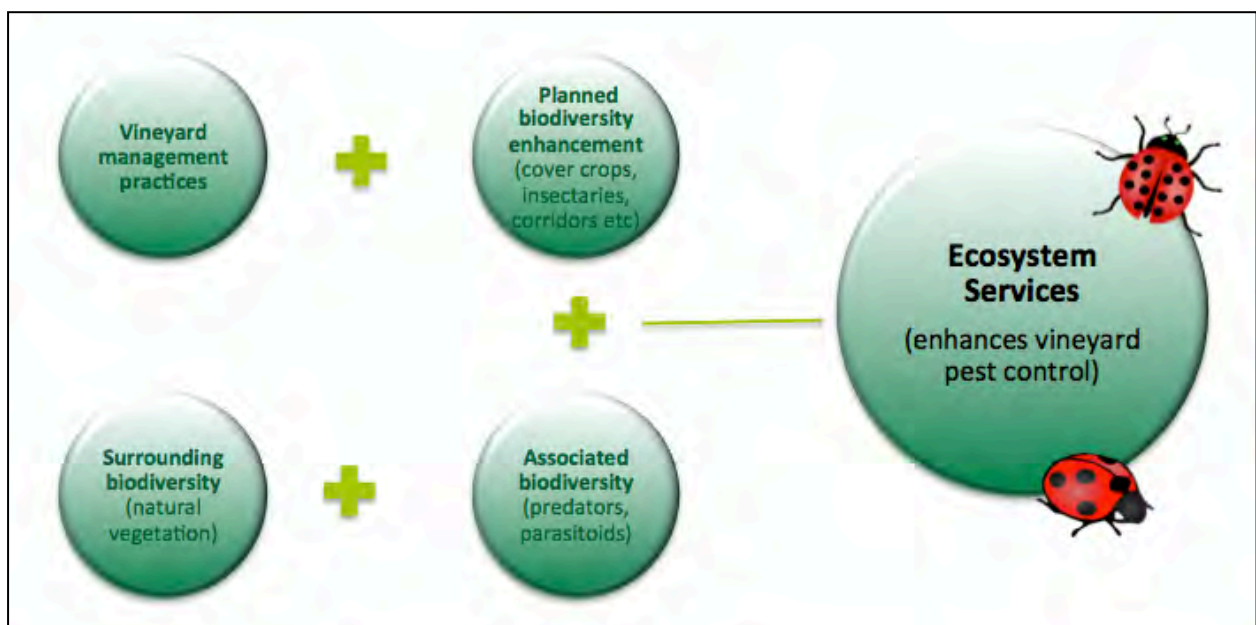 Vineyard
management
practices
Planned
biodiversity
enhancement
(cover crops,
insectaries,
corridors etc)
Surrounding
biodiversity
(natural
vegetation)
Associated
biodiversity
(predators,
parasitoids)
Ecosystem
Services
(enhances vineyard
pest control)